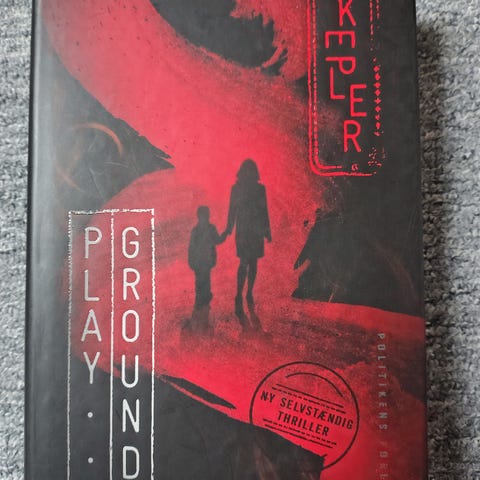 KEPLER
PLAY..
GROUND
NY SELVSTÆNDIG
THRILLER
POLITIKENS